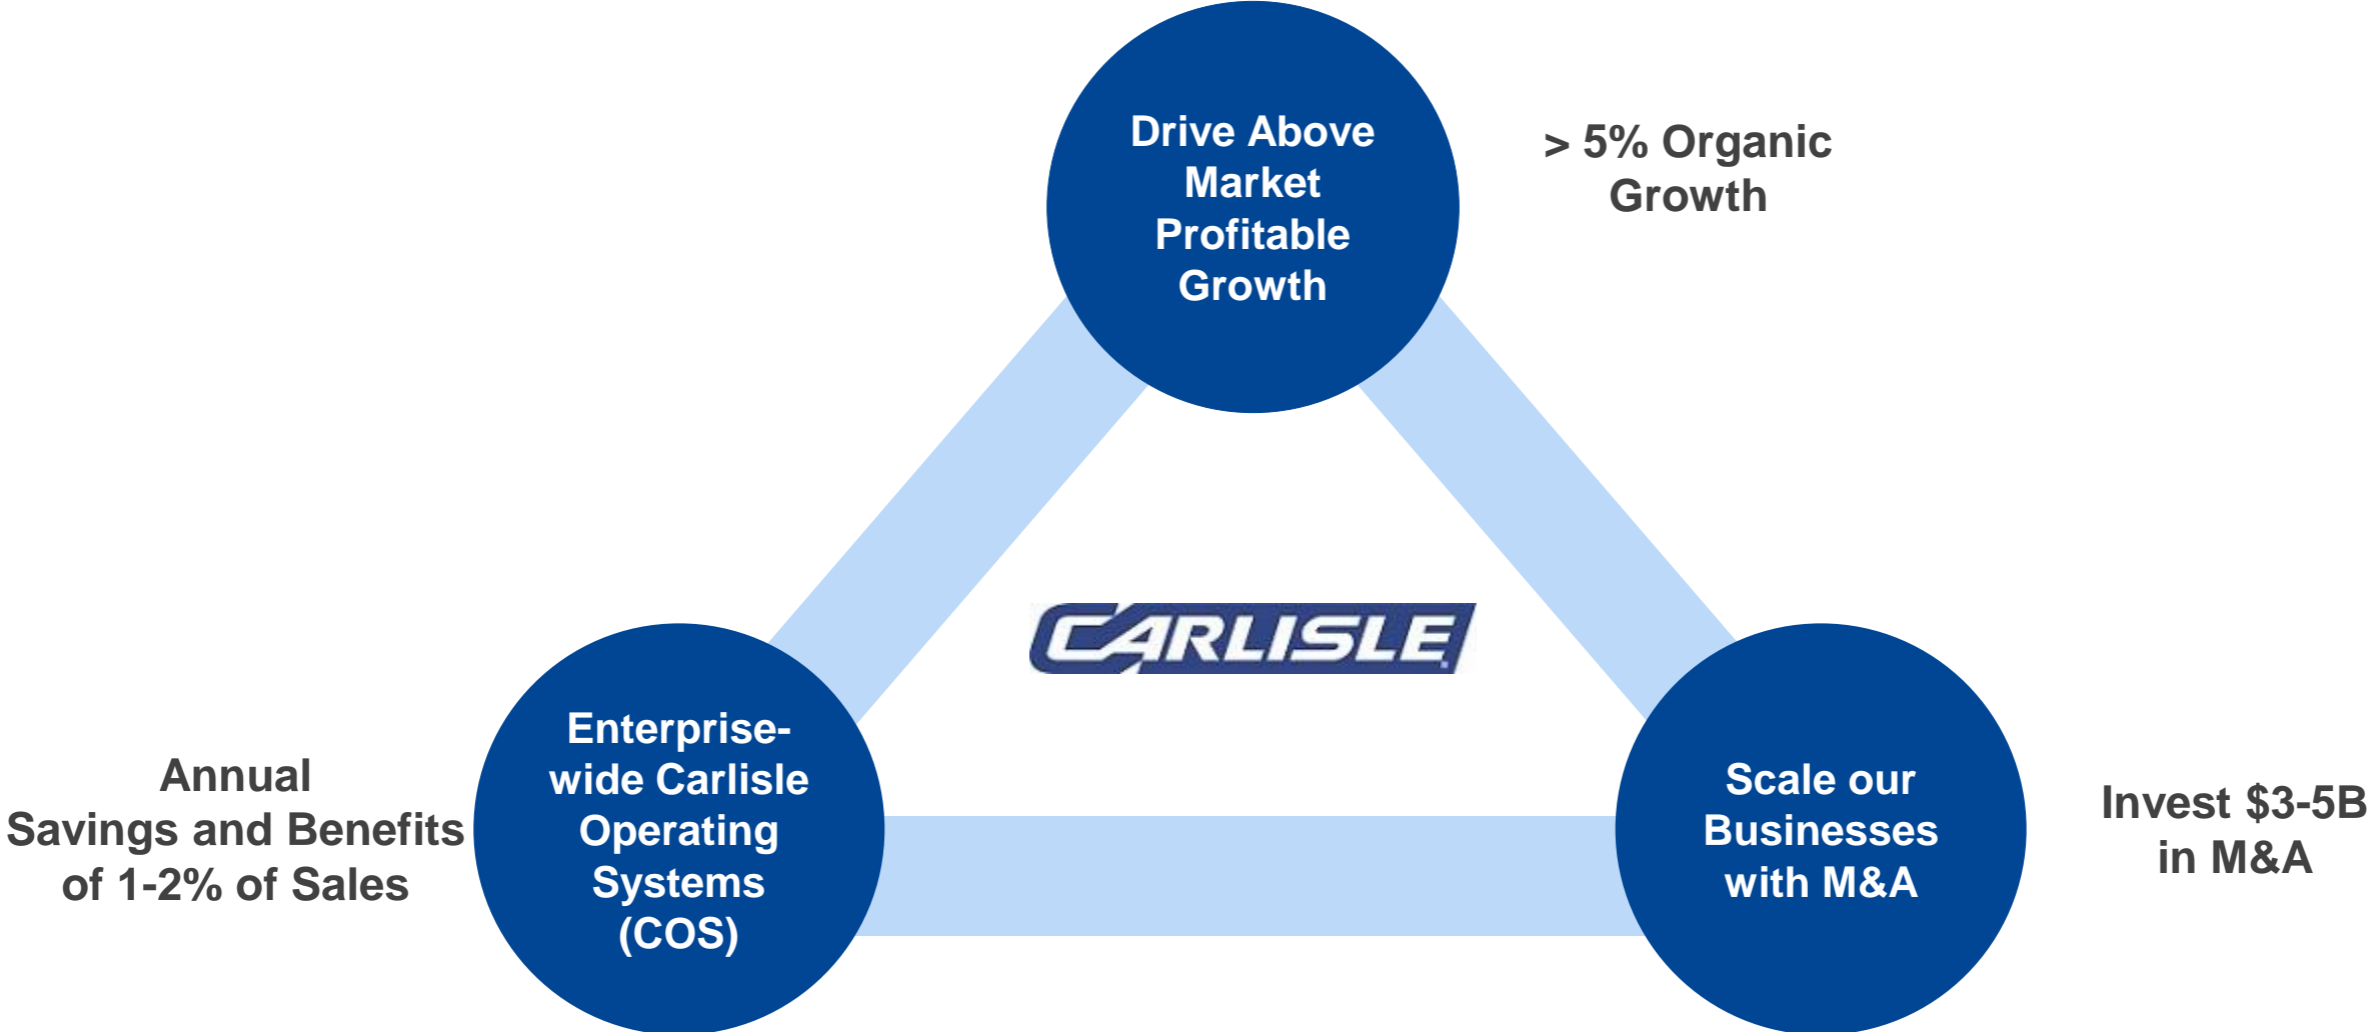 Drive Above
Market
Profitable
Growth
> 5% Organic
Growth
CARLISLE
Annual
Savings and Benefits
of 1-2% of Sales
Enterprise-
wide Carlisle
Operating
Systems
(COS)
Scale our
Businesses
with M&A
Invest $3-5B
in M&A